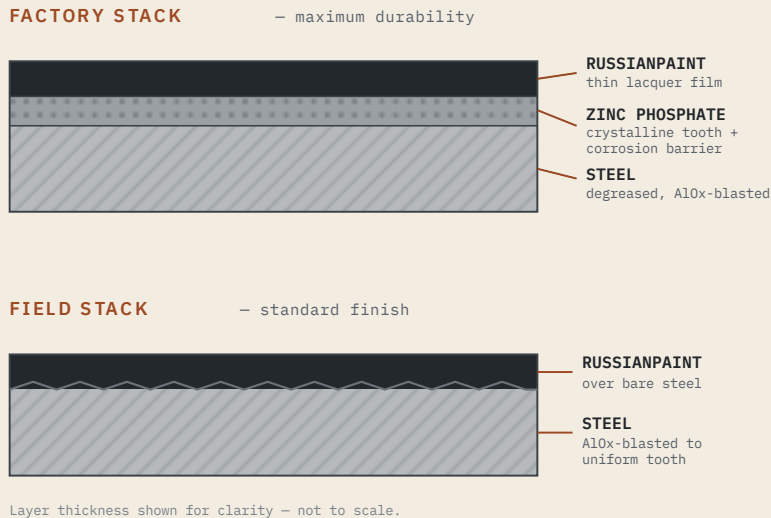 FACTORY STACK — maximum durability
RUSSIANPAINT
thin lacquer film
ZINC PHOSPHATE
crystalline tooth +
corrosion barrier
STEEL
degreased, AlOx-blasted
FIELD STACK — standard finish
RUSSIANPAINT
over bare steel
STEEL
AlOx-blasted to
uniform tooth
Layer thickness shown for clarity — not to scale.